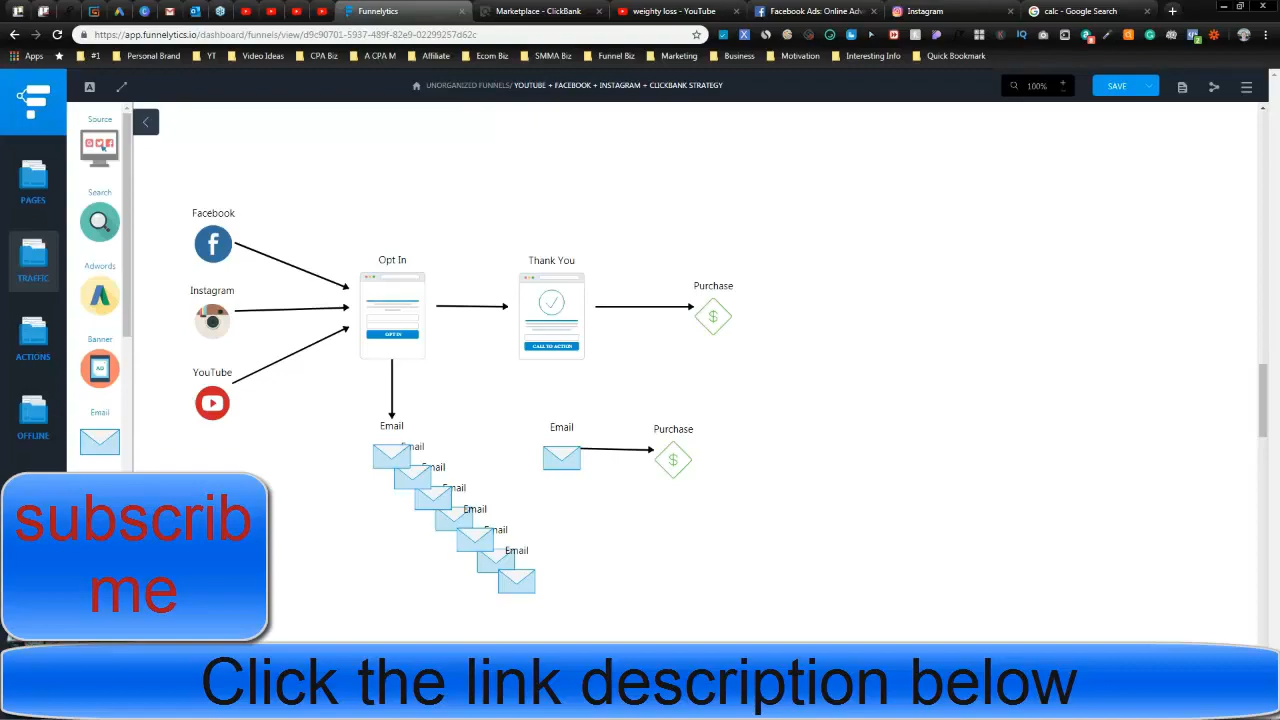 Funnelytics
Marketplace - ClickBank
weighty loss - YouTube
Facebook Ads: Online Adve
Instagram
calc - Google Search
https://app.funnelytics.io/dashboard/funnels/view/d9c90701-5937-489f-82e9-02299257d62c
Apps
#1
Personal Brand
YT
Video Ideas
CPA Biz
A CPA M
Affiliate
Ecom Biz
SMMA Biz
Funnel Biz
Marketing
Business
Motivation
Interesting Info
Quick Bookmark
UNORGANIZED FUNNELS/ YOUTUBE + FACEBOOK + INSTAGRAM + CLICKBANK STRATEGY
100%
SAVE
PAGES
TRAFFIC
ACTIONS
OFFLINE
Source
Search
Adwords
Banner
AD
Email
Facebook
Instagram
YouTube
Opt In
OPT IN
Thank You
CALL TO ACTION
Purchase
$
Email
Email
Email
Email
Email
Email
Email
Email
Purchase
$
subscrib
me
Click the link description below